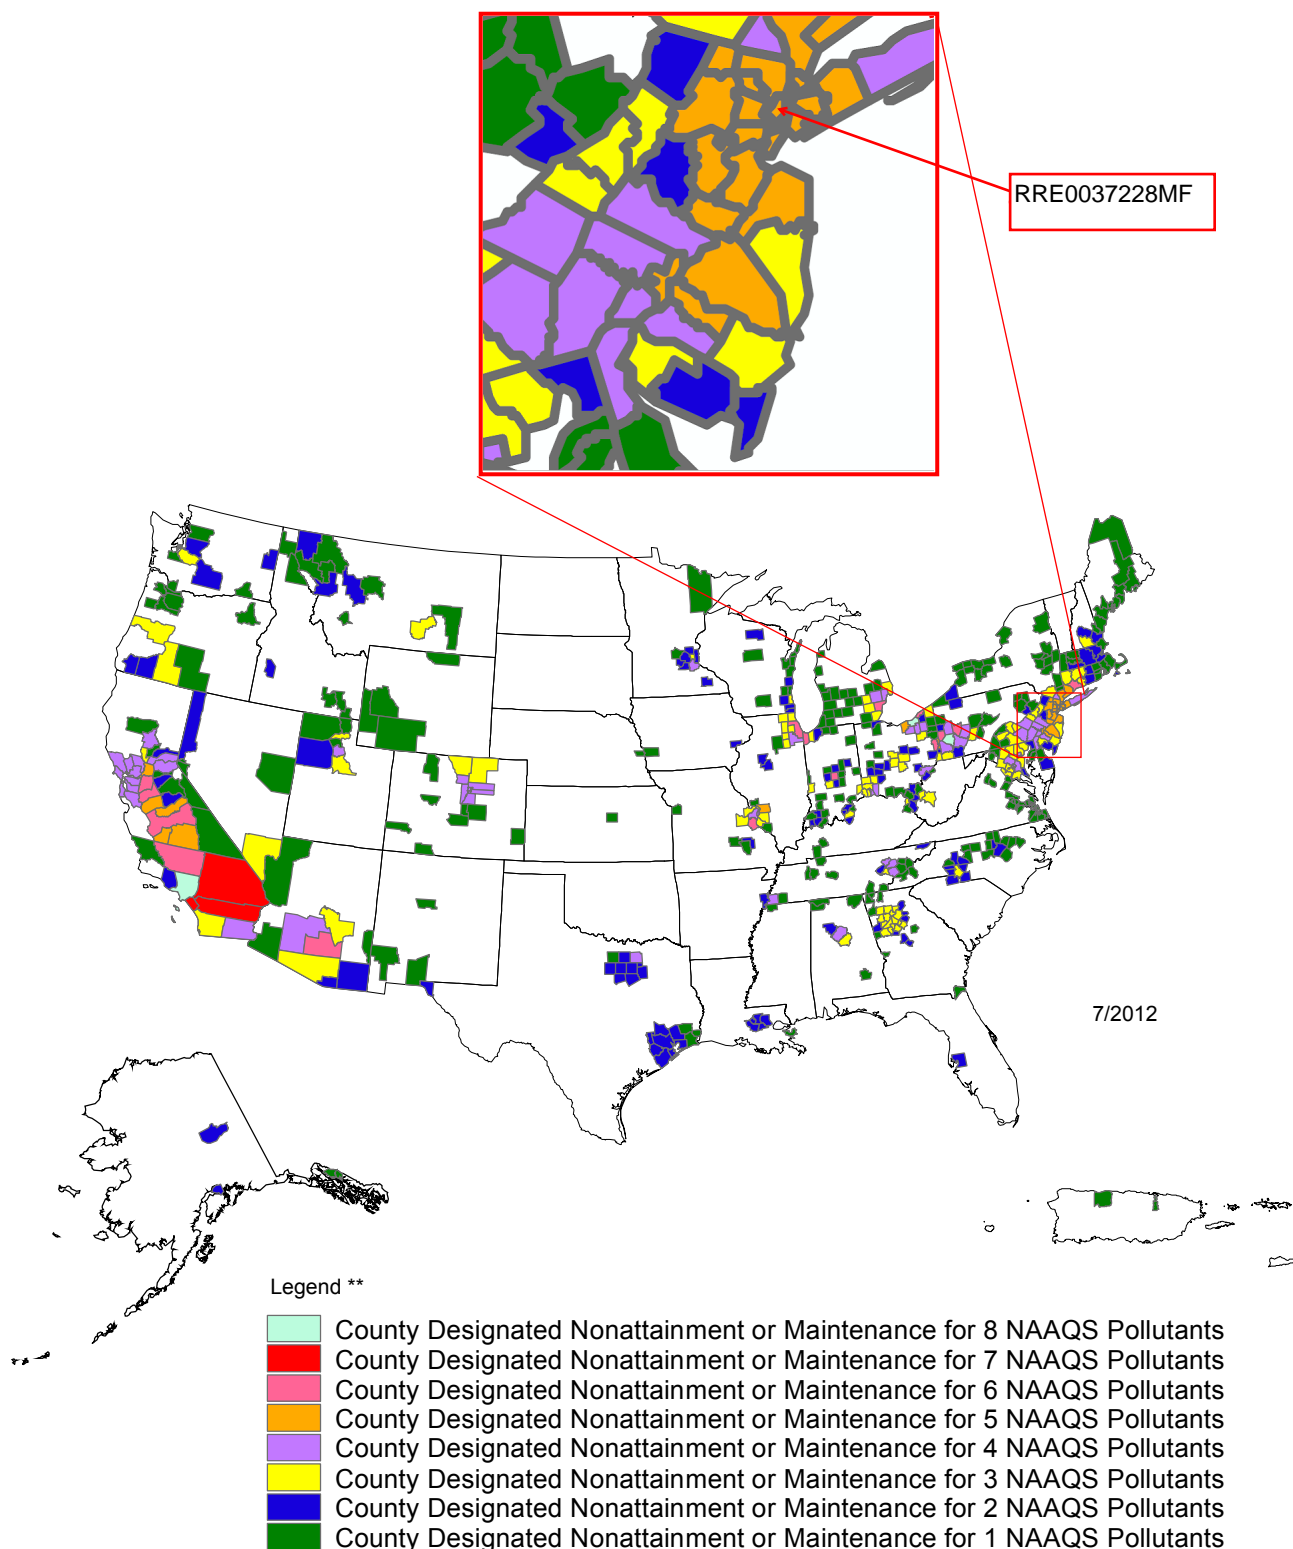 RRE0037228MF
7/2012
Legend **
County Designated Nonattainment or Maintenance for 8 NAAQS Pollutants
County Designated Nonattainment or Maintenance for 7 NAAQS Pollutants
County Designated Nonattainment or Maintenance for 6 NAAQS Pollutants
County Designated Nonattainment or Maintenance for 5 NAAQS Pollutants
County Designated Nonattainment or Maintenance for 4 NAAQS Pollutants
County Designated Nonattainment or Maintenance for 3 NAAQS Pollutants
County Designated Nonattainment or Maintenance for 2 NAAQS Pollutants
County Designated Nonattainment or Maintenance for 1 NAAQS Pollutants